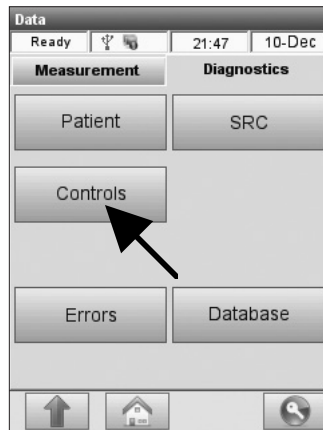 Data
Ready 21:47 10-Dec
Measurement Diagnostics
Patient SRC
Controls
Errors Database